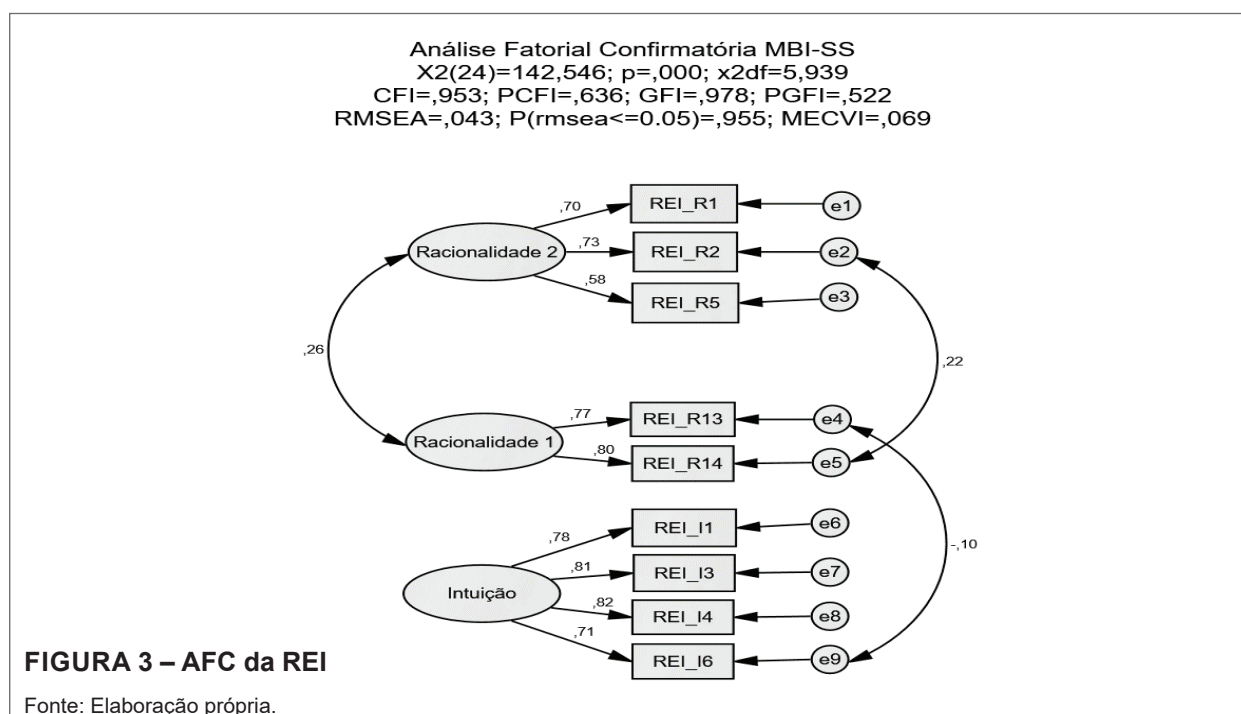 Análise Fatorial Confirmatória MBI-SS
X2(24)=142,546; p=,000; x2df=5,939
CFI=,953; PCFI=,636; GFI=,978; PGFI=,522
RMSEA=,043; P(rmsea<=0.05)=,955; MECVI=,069
,70
REI_R1
e1
Racionalidade 2
,73
REI_R2
e2
,58
REI_R5
e3
,26
,22
,77
REI_R13
e4
Racionalidade 1
,80
REI_R14
e5
,78
REI_I1
e6
-,10
,81
REI_I3
e7
Intuição
,82
REI_I4
e8
,71
REI_I6
e9
FIGURA 3 – AFC da REI
Fonte: Elaboração própria.